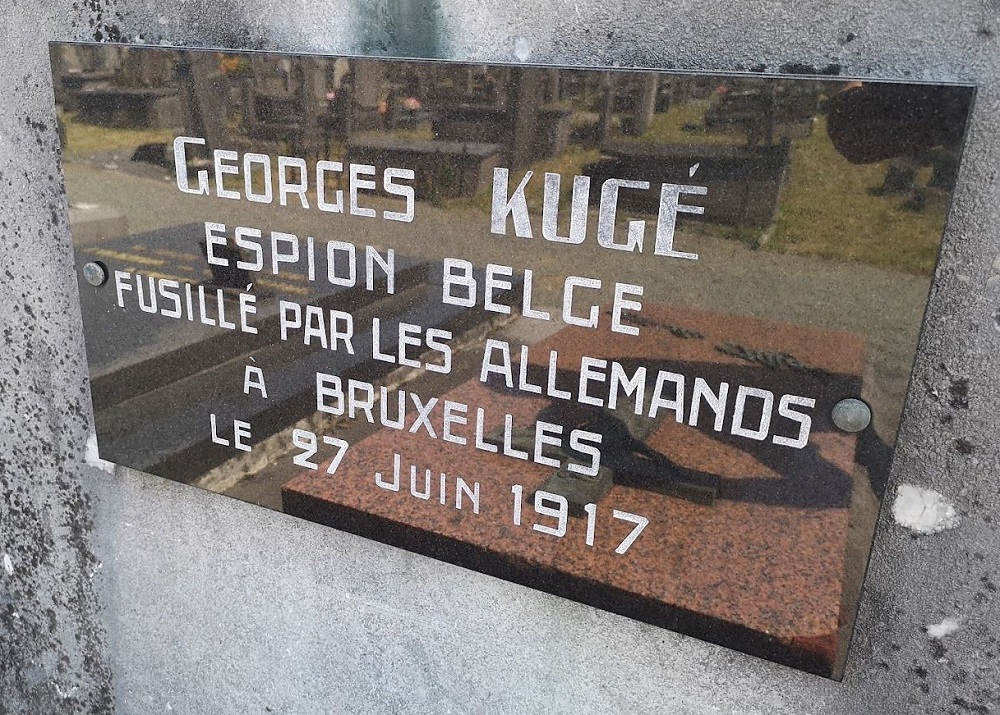 GEORGES KUGÉ
ESPION BELGE
FUSILLÉ PAR LES ALLEMANDS
À BRUXELLES
LE 27 JUIN 1917